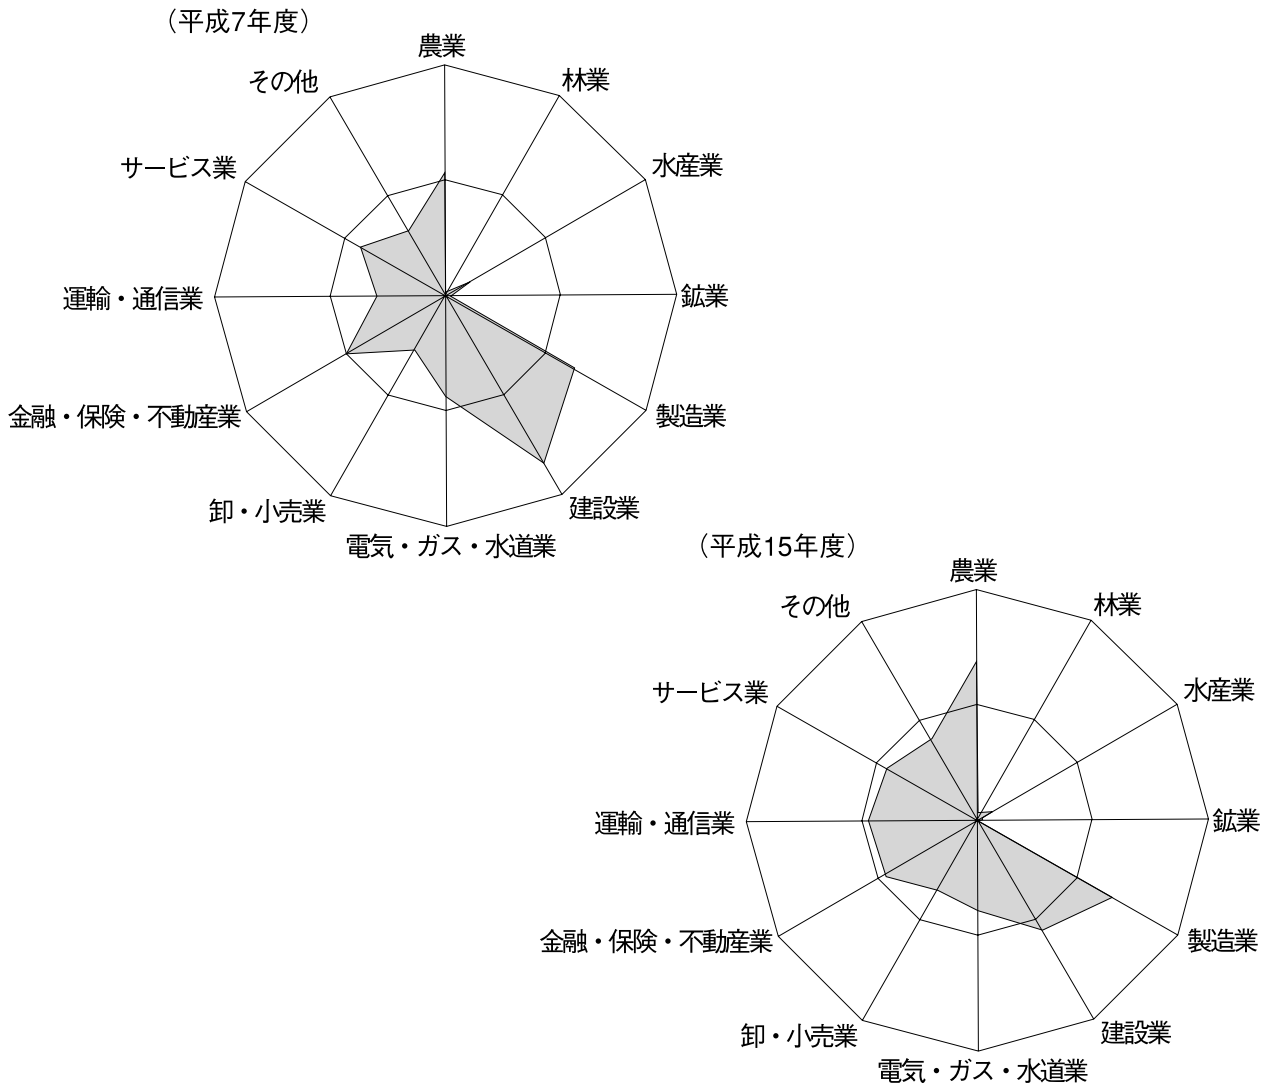 （平成7年度）
農業
林業
水産業
鉱業
製造業
建設業
電気・ガス・水道業
卸・小売業
金融・保険・不動産業
運輸・通信業
サービス業
その他
（平成15年度）
農業
林業
水産業
鉱業
製造業
建設業
電気・ガス・水道業
卸・小売業
金融・保険・不動産業
運輸・通信業
サービス業
その他